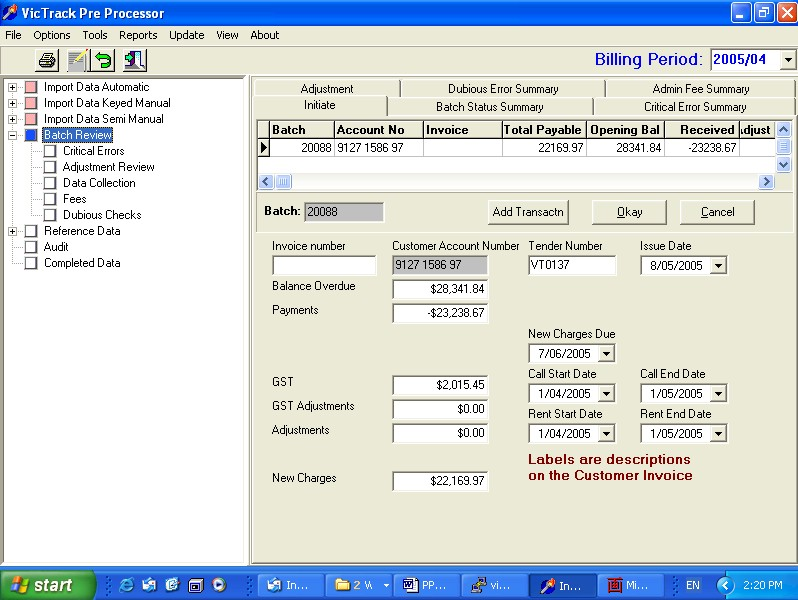 VicTrack Pre Processor
File Options Tools Reports Update View About
Billing Period: 2005/04
Import Data Automatic
Import Data Keyed Manual
Import Data Semi Manual
Batch Review
Critical Errors
Adjustment Review
Data Collection
Fees
Dubious Checks
Reference Data
Audit
Completed Data
Adjustment Dubious Error Summary Admin Fee Summary
Initiate Batch Status Summary Critical Error Summary
Batch Account No Invoice Total Payable Opening Bal Received Adjust
20088 9127 1586 97 22169.97 28341.84 -23238.67
Batch: 20088 Add Transactn Okay Cancel
Invoice number Customer Account Number Tender Number Issue Date
9127 1586 97 VT0137 8/05/2005
Balance Overdue $28,341.84
Payments -$23,238.67
New Charges Due
7/06/2005
Call Start Date Call End Date
GST $2,015.45 1/04/2005 1/05/2005
GST Adjustments $0.00 Rent Start Date Rent End Date
Adjustments $0.00 1/04/2005 1/05/2005
Labels are descriptions
on the Customer Invoice
New Charges $22,169.97
start In... 2 W PP... vi... In... Mi... EN 2:20 PM